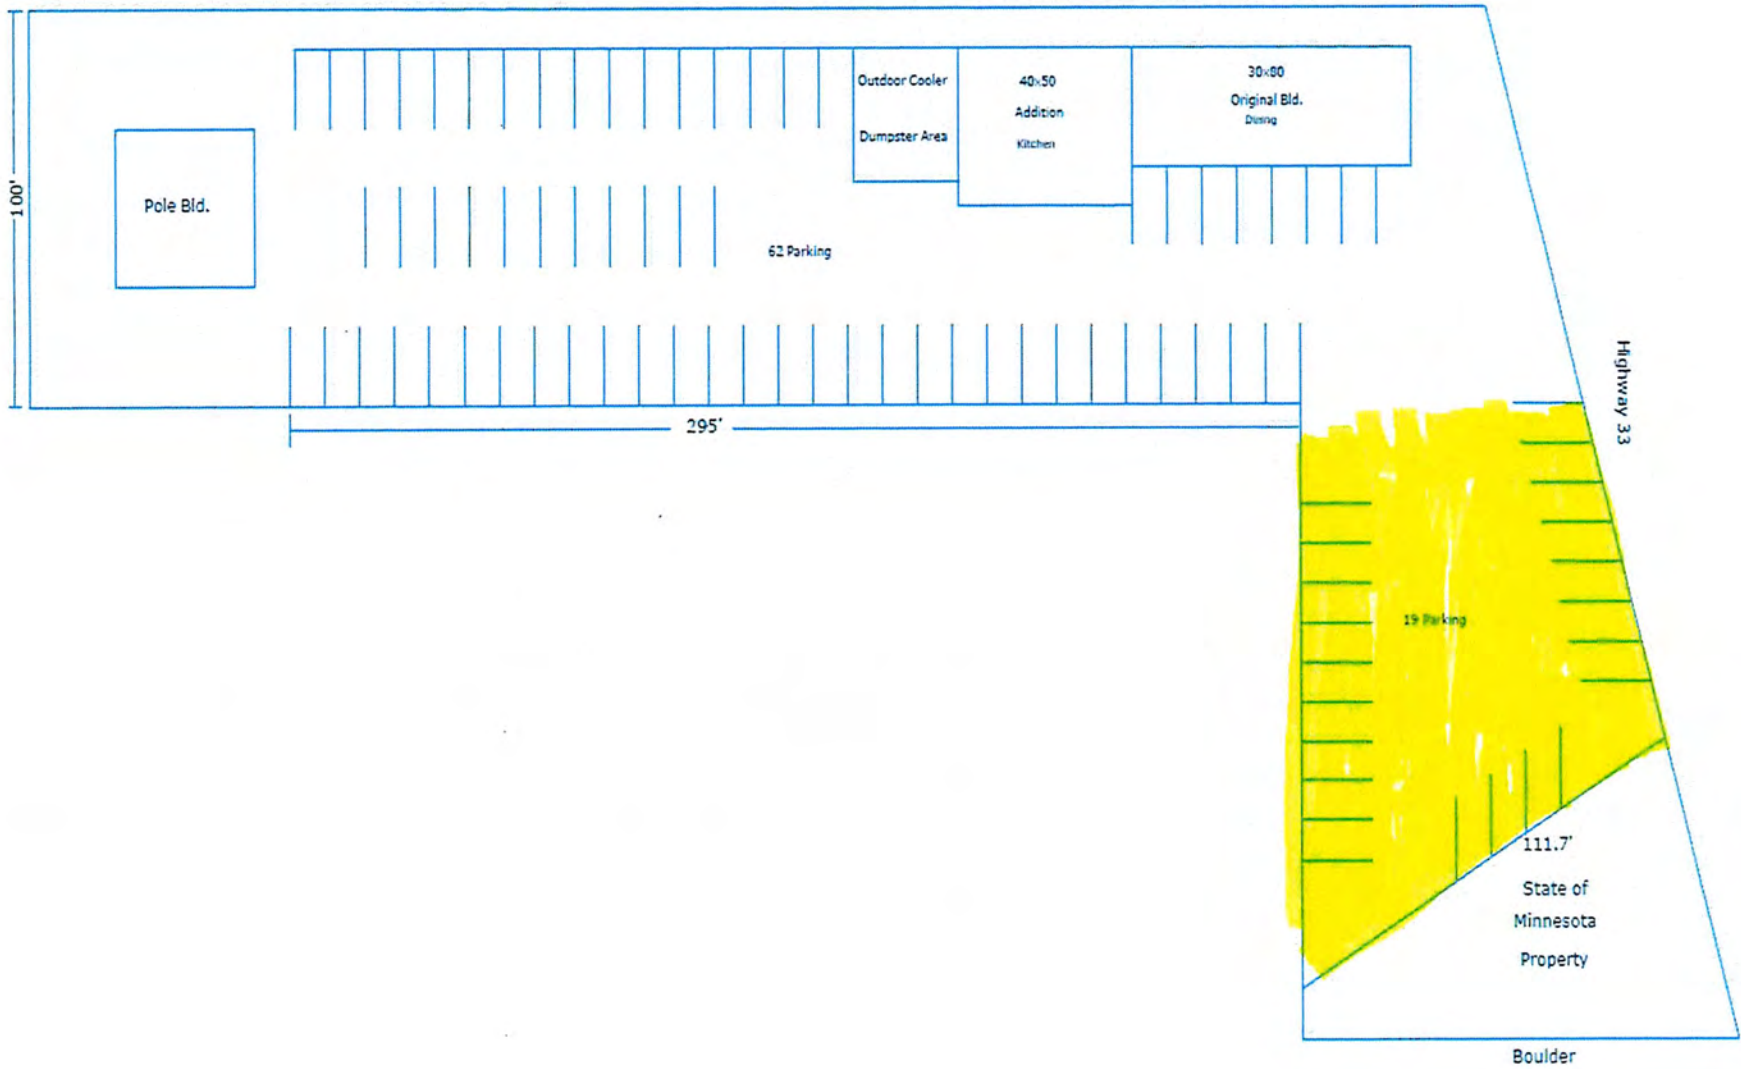 100'
Pole Bld.
Outdoor Cooler
Dumpster Area
40x50
Addition
Kitchen
30x80
Original Bld.
Dining
62 Parking
295'
Highway 33
19 Parking
111.7'
State of
Minnesota
Property
Boulder